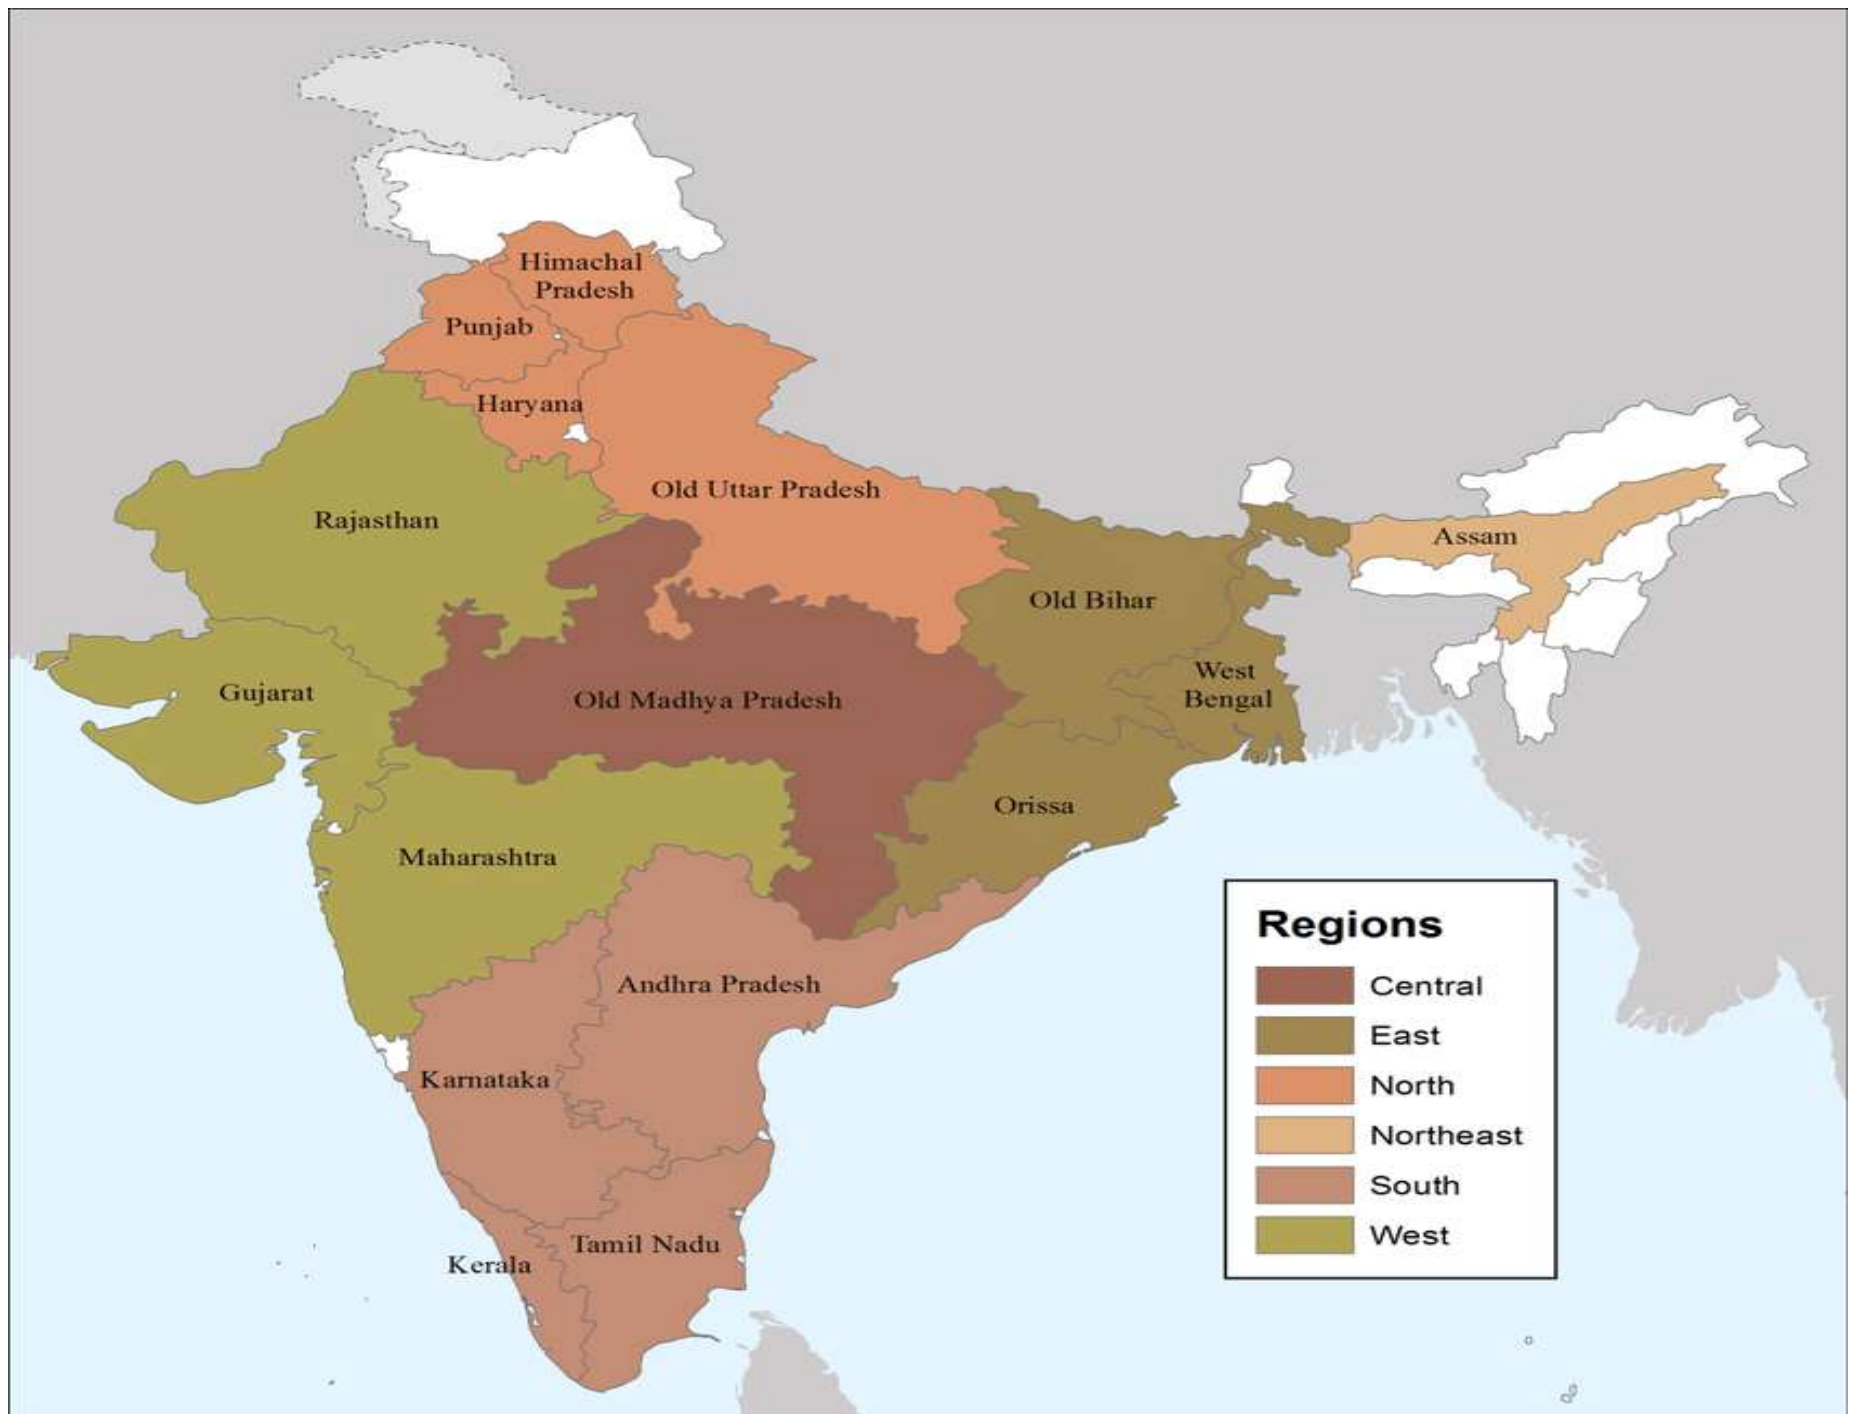 Himachal
Pradesh
Punjab
Haryana
Old Uttar Pradesh
Rajasthan
Assam
Old Bihar
West
Bengal
Gujarat
Old Madhya Pradesh
Orissa
Maharashtra
Andhra Pradesh
Karnataka
Tamil Nadu
Kerala
Regions
Central
East
North
Northeast
South
West